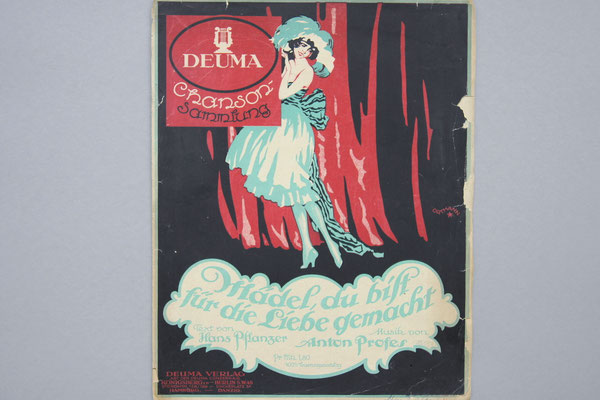 DEUMA
Chanson-
Sammlung
Mädel, du bist
für die Liebe gemacht
Text von
Hans Pflanzer
Musik von
Anton Profes
DEUMA VERLAG
BERLIN